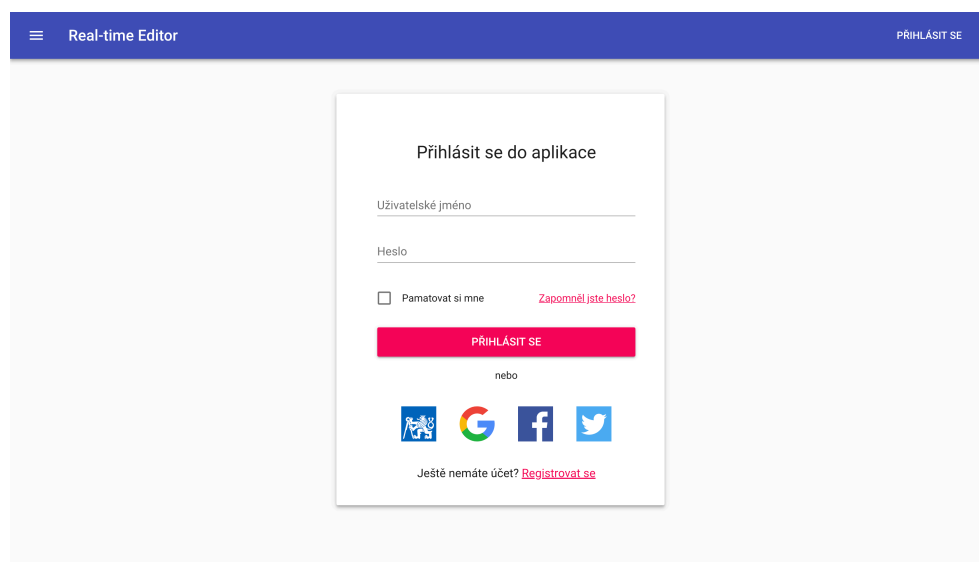 Real-time Editor
PŘIHLÁSIT SE
Přihlásit se do aplikace
Uživatelské jméno
Heslo
Pamatovat si mne
Zapomněl jste heslo?
PŘIHLÁSIT SE
nebo
Ještě nemáte účet? Registrovat se